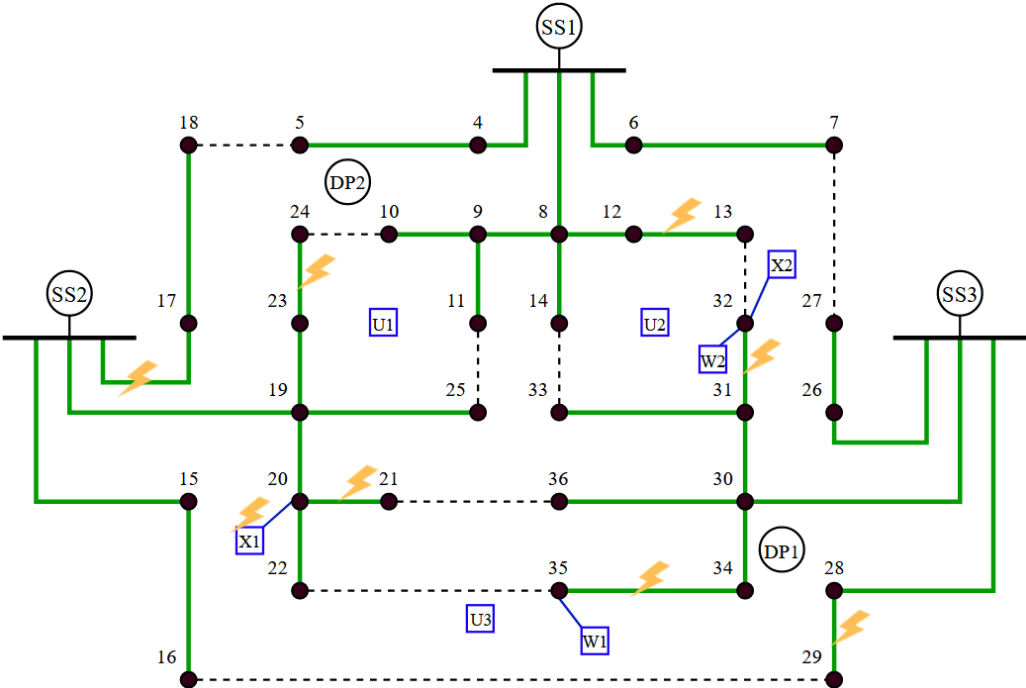 SS1
18 5 4 6 7
DP2
24 10 9 8 12 13
X2
SS2 17 23 11 14 32 27 SS3
U1 U2
W2
19 25 33 31 26
15 20 21 36 30
X1
DP1
22 35 34 28
U3
W1
16 29